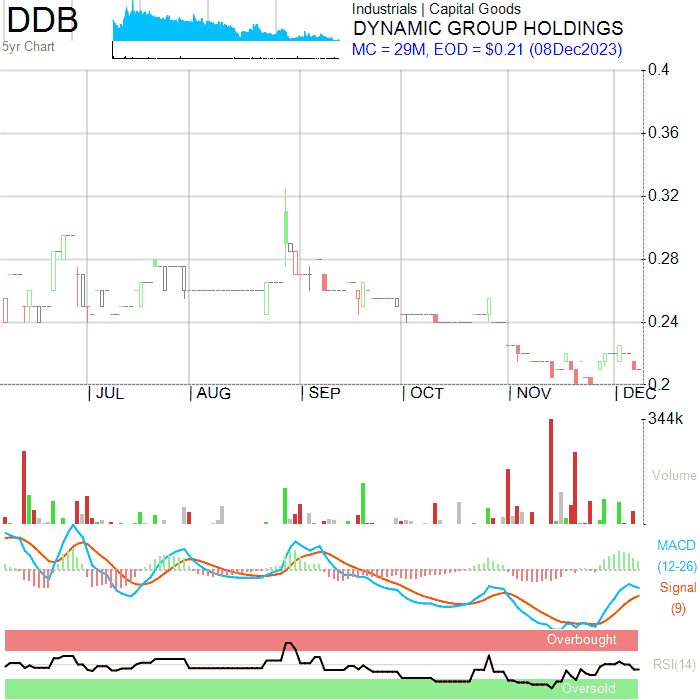 DDB
5yr Chart
Industrials | Capital Goods
DYNAMIC GROUP HOLDINGS
MC = 29M, EOD = $0.21 (08Dec2023)
0.4
0.36
0.32
0.28
0.24
0.2
JUL AUG SEP OCT NOV DEC
344k
Volume
MACD
(12-26)
Signal
(9)
Overbought
RSI(14)
Oversold